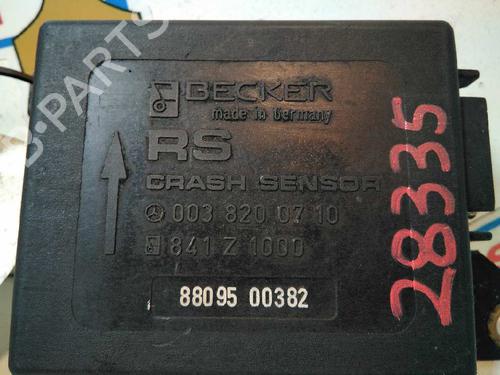 BECKER
made in Germany
RS
CRASH SENSOR
003 820 07 10
841 Z 1000
88095 00382
28335
B-PARTS